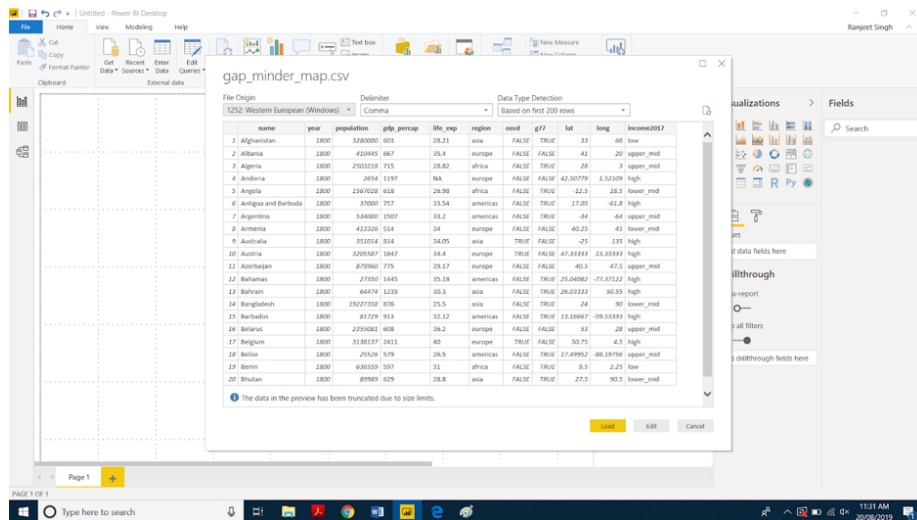 Untitled - Power BI Desktop
Ranjeet Singh
File Home View Modeling Help
Cut
Copy
Format Painter
Paste
Get Data
Recent Sources
Enter Data
Edit Queries
Text box
New Measure
Clipboard
External data
gap_minder_map.csv
File Origin Delimiter Data Type Detection
1252: Western European (Windows) Comma Based on first 200 rows
name year population gdp_percap life_exp region oecd g77 lat long income2017
1 Afghanistan 1800 3280000 603 28.21 asia FALSE TRUE 33 66 low
2 Albania 1800 410445 667 35.4 europe FALSE FALSE 41 20 upper_mid
3 Algeria 1800 2503218 715 28.82 africa FALSE TRUE 28 3 upper_mid
4 Andorra 1800 2654 1197 NA europe FALSE FALSE 42.50779 1.52109 high
5 Angola 1800 1567028 618 26.98 africa FALSE TRUE -12.5 18.5 lower_mid
6 Antigua and Barbuda 1800 37000 757 33.54 americas FALSE TRUE 17.05 -61.8 high
7 Argentina 1800 534000 1507 33.2 americas FALSE TRUE -34 -64 upper_mid
8 Armenia 1800 413326 514 34 europe FALSE FALSE 40.25 45 lower_mid
9 Australia 1800 351014 814 34.05 asia TRUE FALSE -25 135 high
10 Austria 1800 3205587 1847 34.4 europe TRUE FALSE 47.33333 13.33333 high
11 Azerbaijan 1800 879960 775 29.17 europe FALSE FALSE 40.5 47.5 upper_mid
12 Bahamas 1800 27350 1445 35.18 americas FALSE TRUE 25.04082 -77.37122 high
13 Bahrain 1800 64474 1235 30.3 asia FALSE TRUE 26.03333 50.55 high
14 Bangladesh 1800 19227358 876 25.5 asia FALSE TRUE 24 90 lower_mid
15 Barbados 1800 81729 913 32.12 americas FALSE TRUE 13.16667 -59.53333 high
16 Belarus 1800 2355081 608 36.2 europe FALSE FALSE 53 28 upper_mid
17 Belgium 1800 3138137 2411 40 europe TRUE FALSE 50.75 4.5 high
18 Belize 1800 25526 579 26.5 americas FALSE TRUE 17.49952 -88.19756 upper_mid
19 Benin 1800 636559 597 31 africa FALSE TRUE 9.5 2.25 low
20 Bhutan 1800 89989 629 28.8 asia FALSE TRUE 27.5 90.5 lower_mid
The data in the preview has been truncated due to size limits.
Load Edit Cancel
ualizations
Fields
Search
R Py
d data fields here
illthrough
s-report
all filters
drillthrough fields here
Page 1
PAGE 1 OF 1
Type here to search
11:31 AM
20/08/2019